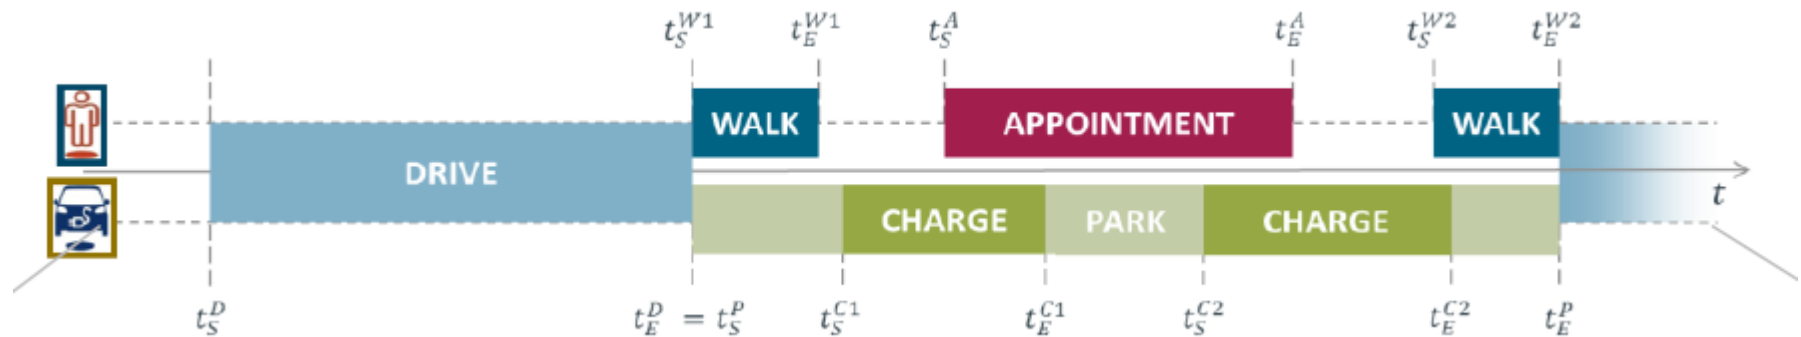 t_S^{W1} t_E^{W1} t_S^A t_E^A t_S^{W2} t_E^{W2}
WALK APPOINTMENT WALK
DRIVE
t
CHARGE PARK CHARGE
t_S^D t_E^D = t_S^P t_S^{C1} t_E^{C1} t_S^{C2} t_E^{C2} t_E^P